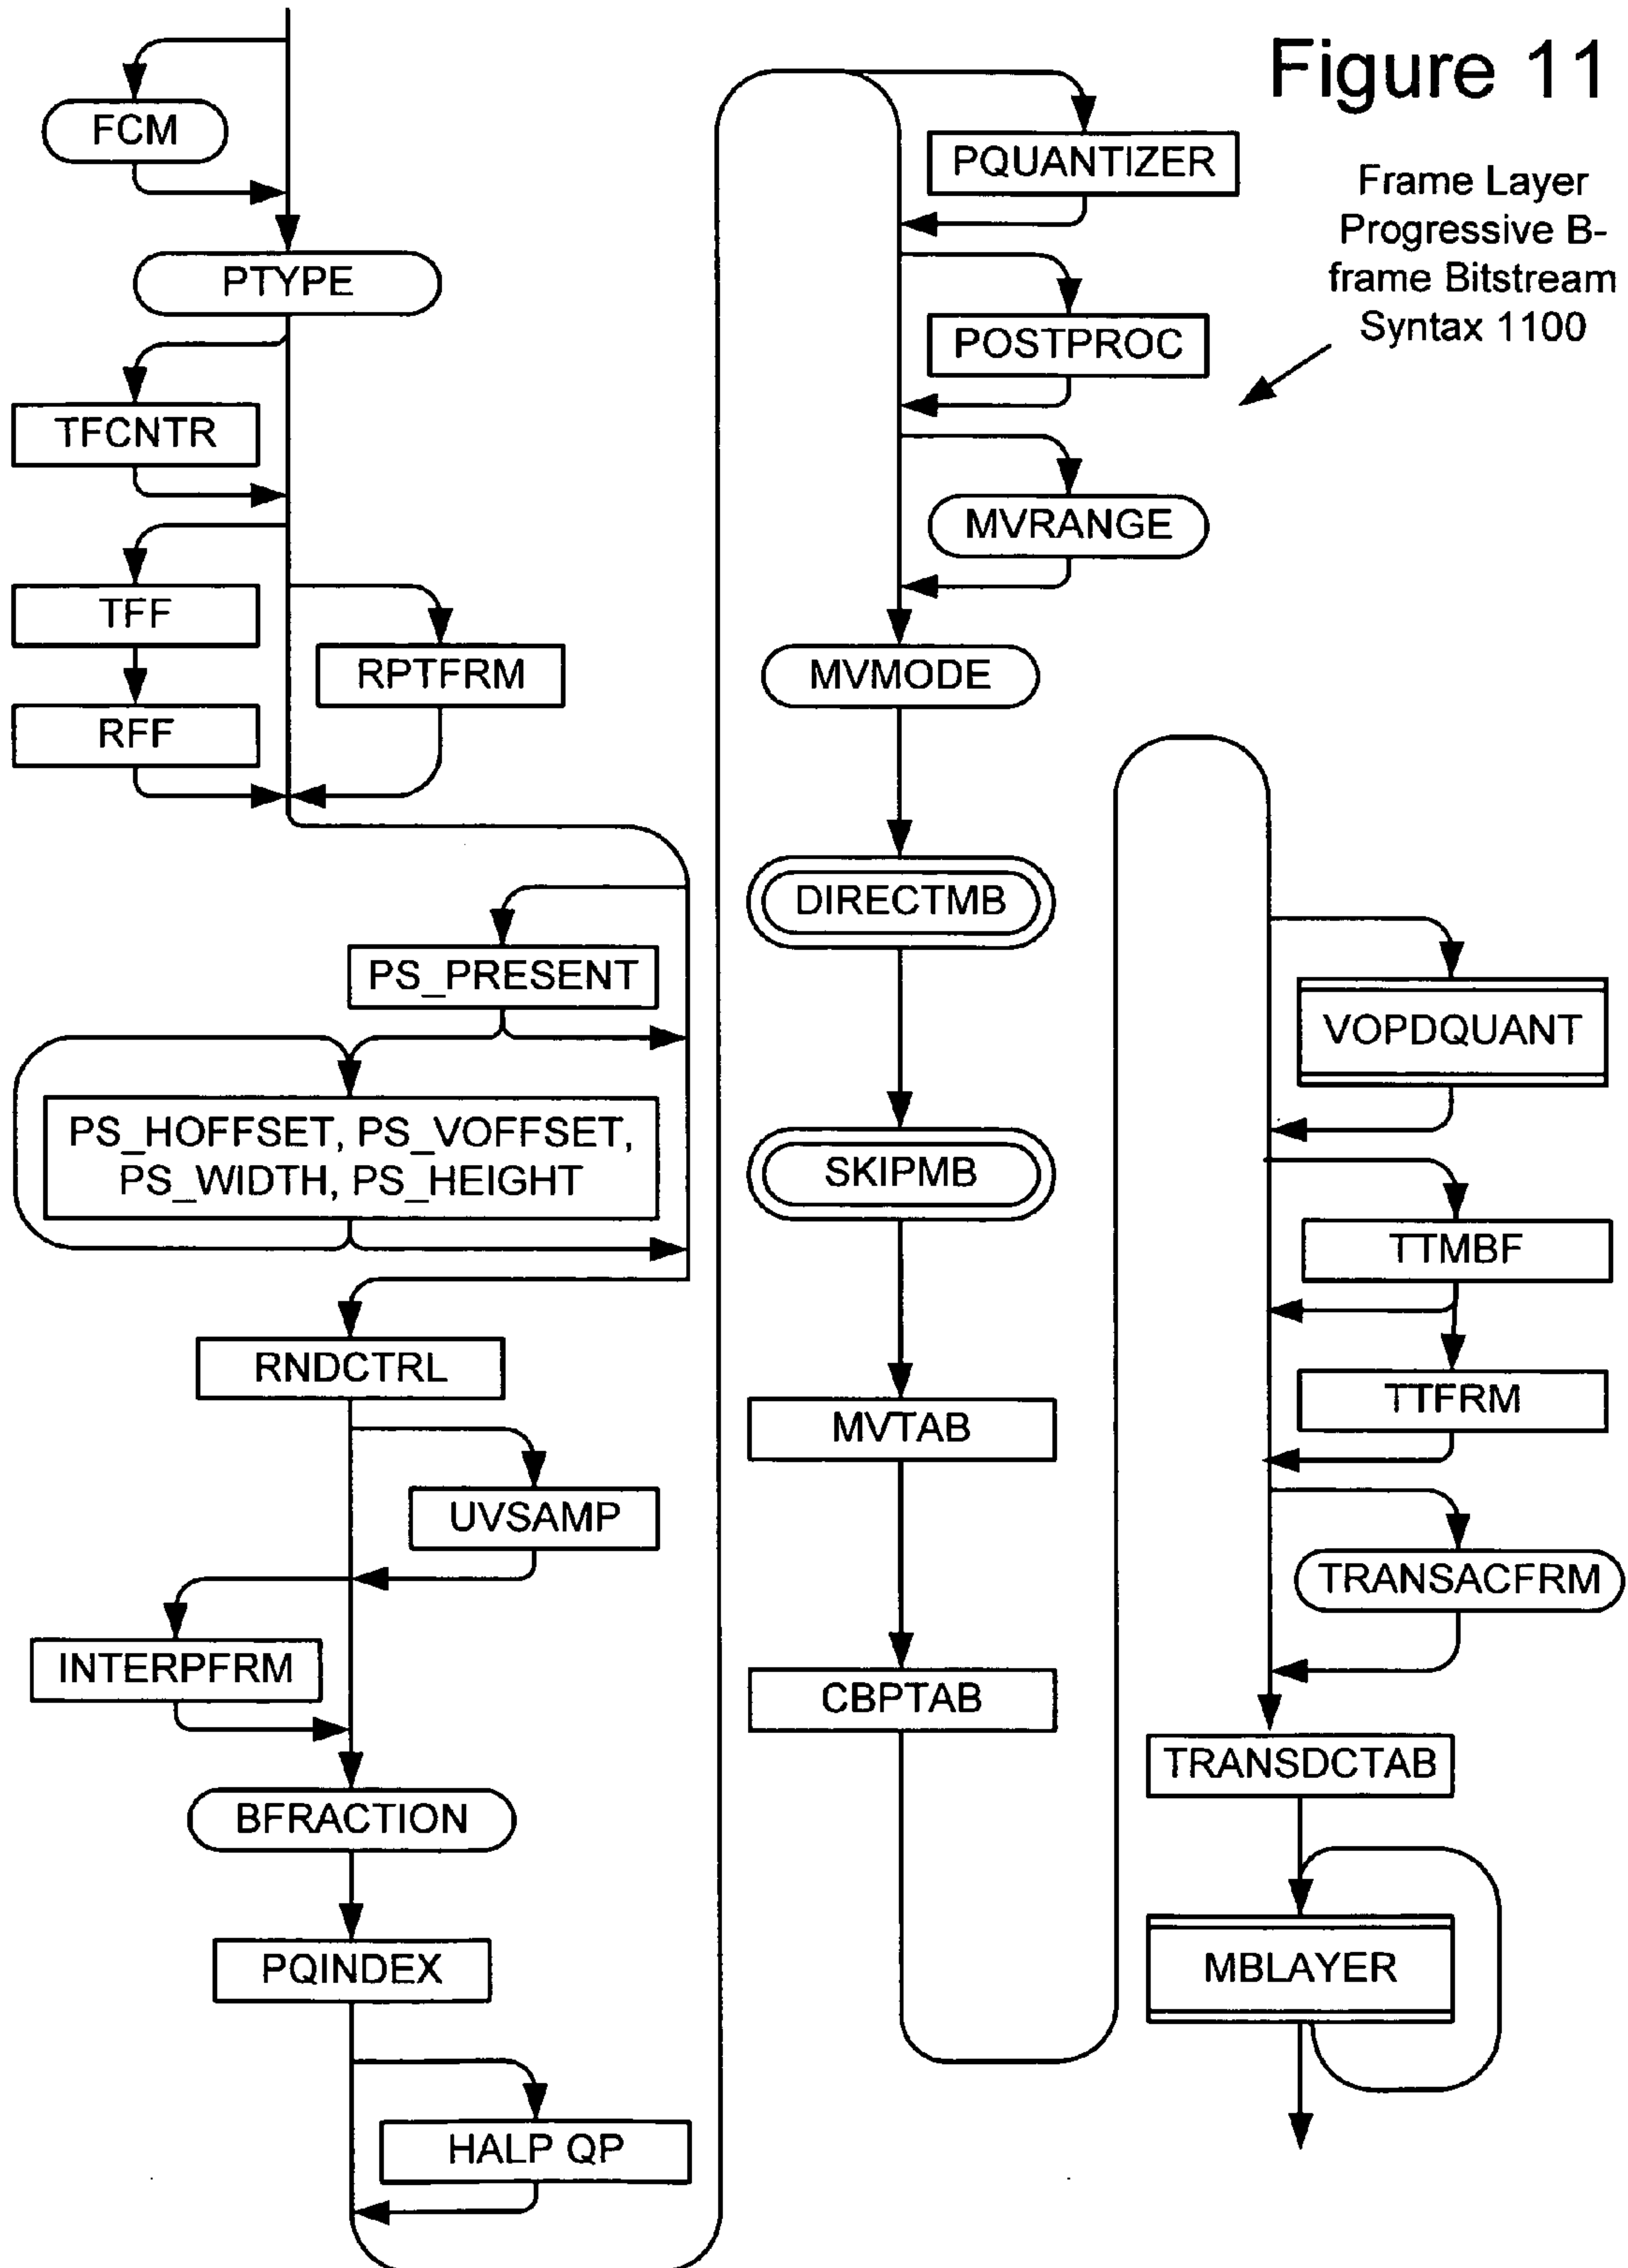 Figure 11
Frame Layer
Progressive B-
frame Bitstream
Syntax 1100
FCM
PTYPE
TFCNTR
TFF
RPTFRM
RFF
PS_PRESENT
PS_HOFFSET, PS_VOFFSET,
PS_WIDTH, PS_HEIGHT
RNDCTRL
UVSAMP
INTERPFRM
BFRACTION
PQINDEX
HALP QP
PQUANTIZER
POSTPROC
MVRANGE
MVMODE
DIRECTMB
SKIPMB
MVTAB
CBPTAB
VOPDQUANT
TTMBF
TTFRM
TRANSACFRM
TRANSDCTAB
MBLAYER